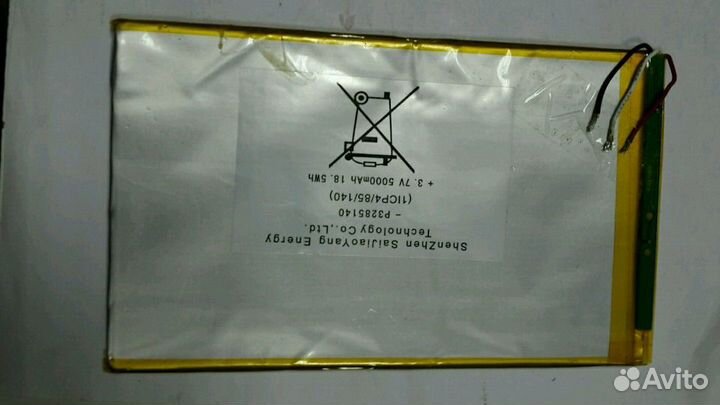 ShenZhen SaiJiaoYang Energy
Technology Co.,Ltd.
- P3285140
(1ICP4/85/140)
+ 3.7V 5000mAh 18.5Wh
Avito